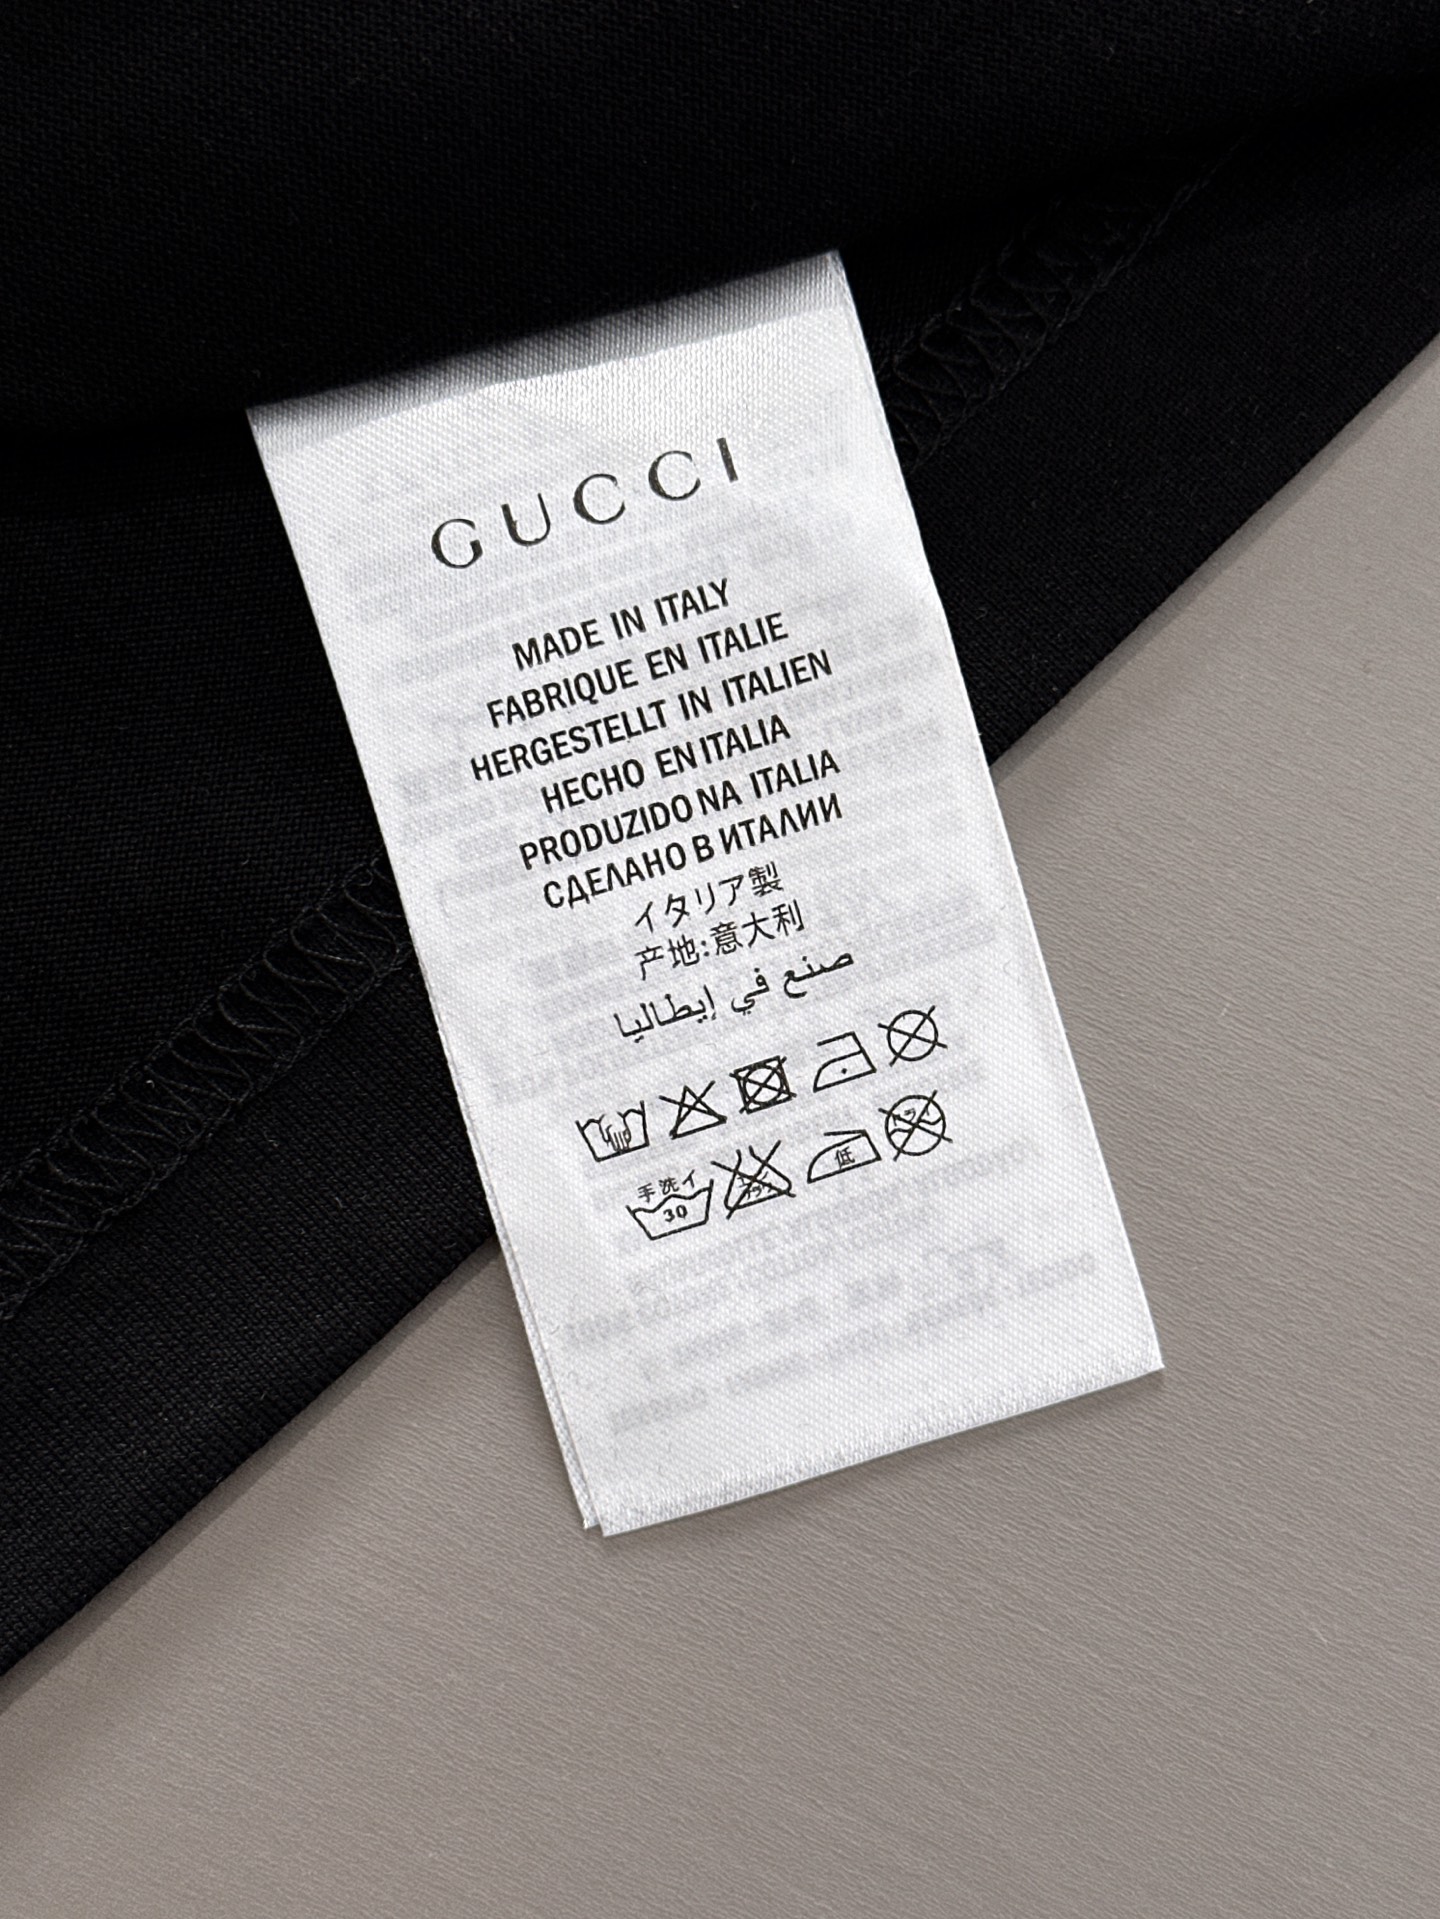 GUCCI
MADE IN ITALY
FABRIQUE EN ITALIE
HERGESTELLT IN ITALIEN
HECHO EN ITALIA
PRODUZIDO NA ITALIA
СДЕЛАНО В ИТАЛИИ
イタリア製
产地:意大利
صنع في إيطاليا
手洗イ
30
低